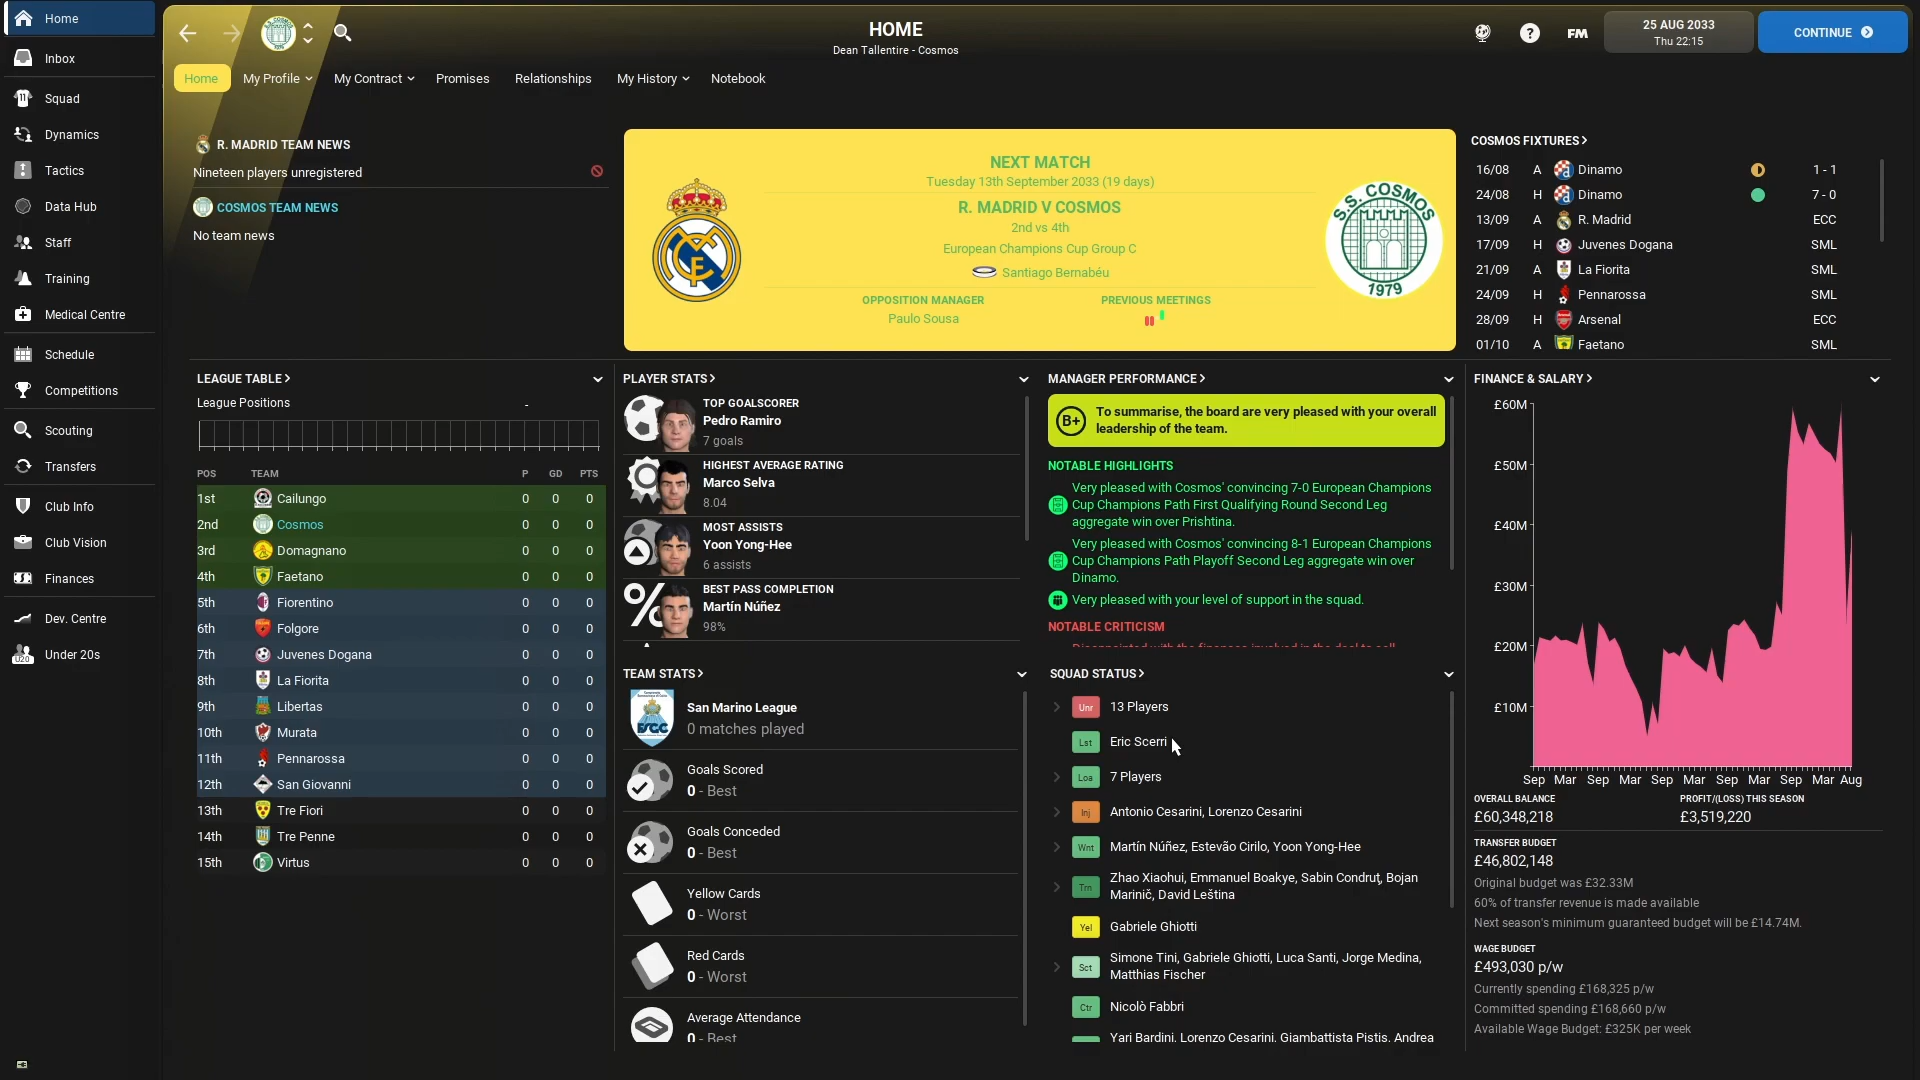 Home
Inbox
Squad
Dynamics
Tactics
Data Hub
Staff
Training
Medical Centre
Schedule
Competitions
Scouting
Transfers
Club Info
Club Vision
Finances
Dev. Centre
Under 20s
HOME
Dean Tallentire - Cosmos
FM
25 AUG 2033
Thu 22:15
CONTINUE
Home My Profile My Contract Promises Relationships My History Notebook
R. MADRID TEAM NEWS
Nineteen players unregistered
COSMOS TEAM NEWS
No team news
NEXT MATCH
Tuesday 13th September 2033 (19 days)
R. MADRID V COSMOS
2nd vs 4th
European Champions Cup Group C
Santiago Bernabéu
OPPOSITION MANAGER
Paulo Sousa
PREVIOUS MEETINGS
S.S. COSMOS
1979
COSMOS FIXTURES
16/08 A Dinamo 1 - 1
24/08 H Dinamo 7 - 0
13/09 A R. Madrid ECC
17/09 H Juvenes Dogana SML
21/09 A La Fiorita SML
24/09 H Pennarossa SML
28/09 H Arsenal ECC
01/10 A Faetano SML
LEAGUE TABLE
League Positions -
POS TEAM P GD PTS
1st Cailungo 0 0 0
2nd Cosmos 0 0 0
3rd Domagnano 0 0 0
4th Faetano 0 0 0
5th Fiorentino 0 0 0
6th Folgore 0 0 0
7th Juvenes Dogana 0 0 0
8th La Fiorita 0 0 0
9th Libertas 0 0 0
10th Murata 0 0 0
11th Pennarossa 0 0 0
12th San Giovanni 0 0 0
13th Tre Fiori 0 0 0
14th Tre Penne 0 0 0
15th Virtus 0 0 0
PLAYER STATS
TOP GOALSCORER
Pedro Ramiro
7 goals
HIGHEST AVERAGE RATING
Marco Selva
8.04
MOST ASSISTS
Yoon Yong-Hee
6 assists
BEST PASS COMPLETION
Martín Núñez
98%
TEAM STATS
San Marino League
0 matches played
Goals Scored
0 - Best
Goals Conceded
0 - Best
Yellow Cards
0 - Worst
Red Cards
0 - Worst
Average Attendance
0 - Best
MANAGER PERFORMANCE
B+
To summarise, the board are very pleased with your overall
leadership of the team.
NOTABLE HIGHLIGHTS
Very pleased with Cosmos' convincing 7-0 European Champions
Cup Champions Path First Qualifying Round Second Leg
aggregate win over Prishtina.
Very pleased with Cosmos' convincing 8-1 European Champions
Cup Champions Path Playoff Second Leg aggregate win over
Dinamo.
Very pleased with your level of support in the squad.
NOTABLE CRITICISM
Disappointed with the finances involved in the deal to sell
SQUAD STATUS
Unr 13 Players
Lst Eric Scerri
Loa 7 Players
Inj Antonio Cesarini, Lorenzo Cesarini
Wnt Martín Núñez, Estevão Cirilo, Yoon Yong-Hee
Trn Zhao Xiaohui, Emmanuel Boakye, Sabin Condruţ, Bojan
Marinič, David Leština
Yel Gabriele Ghiotti
Sct Simone Tini, Gabriele Ghiotti, Luca Santi, Jorge Medina,
Matthias Fischer
Ctr Nicolò Fabbri
Yari Bardini, Lorenzo Cesarini, Giambattista Pistis, Andrea
FINANCE & SALARY
£60M
£50M
£40M
£30M
£20M
£10M
Sep Mar Sep Mar Sep Mar Sep Mar Sep Mar Aug
OVERALL BALANCE
£60,348,218
PROFIT/(LOSS) THIS SEASON
£3,519,220
TRANSFER BUDGET
£46,802,148
Original budget was £32.33M
60% of transfer revenue is made available
Next season's minimum guaranteed budget will be £14.74M.
WAGE BUDGET
£493,030 p/w
Currently spending £168,325 p/w
Committed spending £168,660 p/w
Available Wage Budget: £325K per week